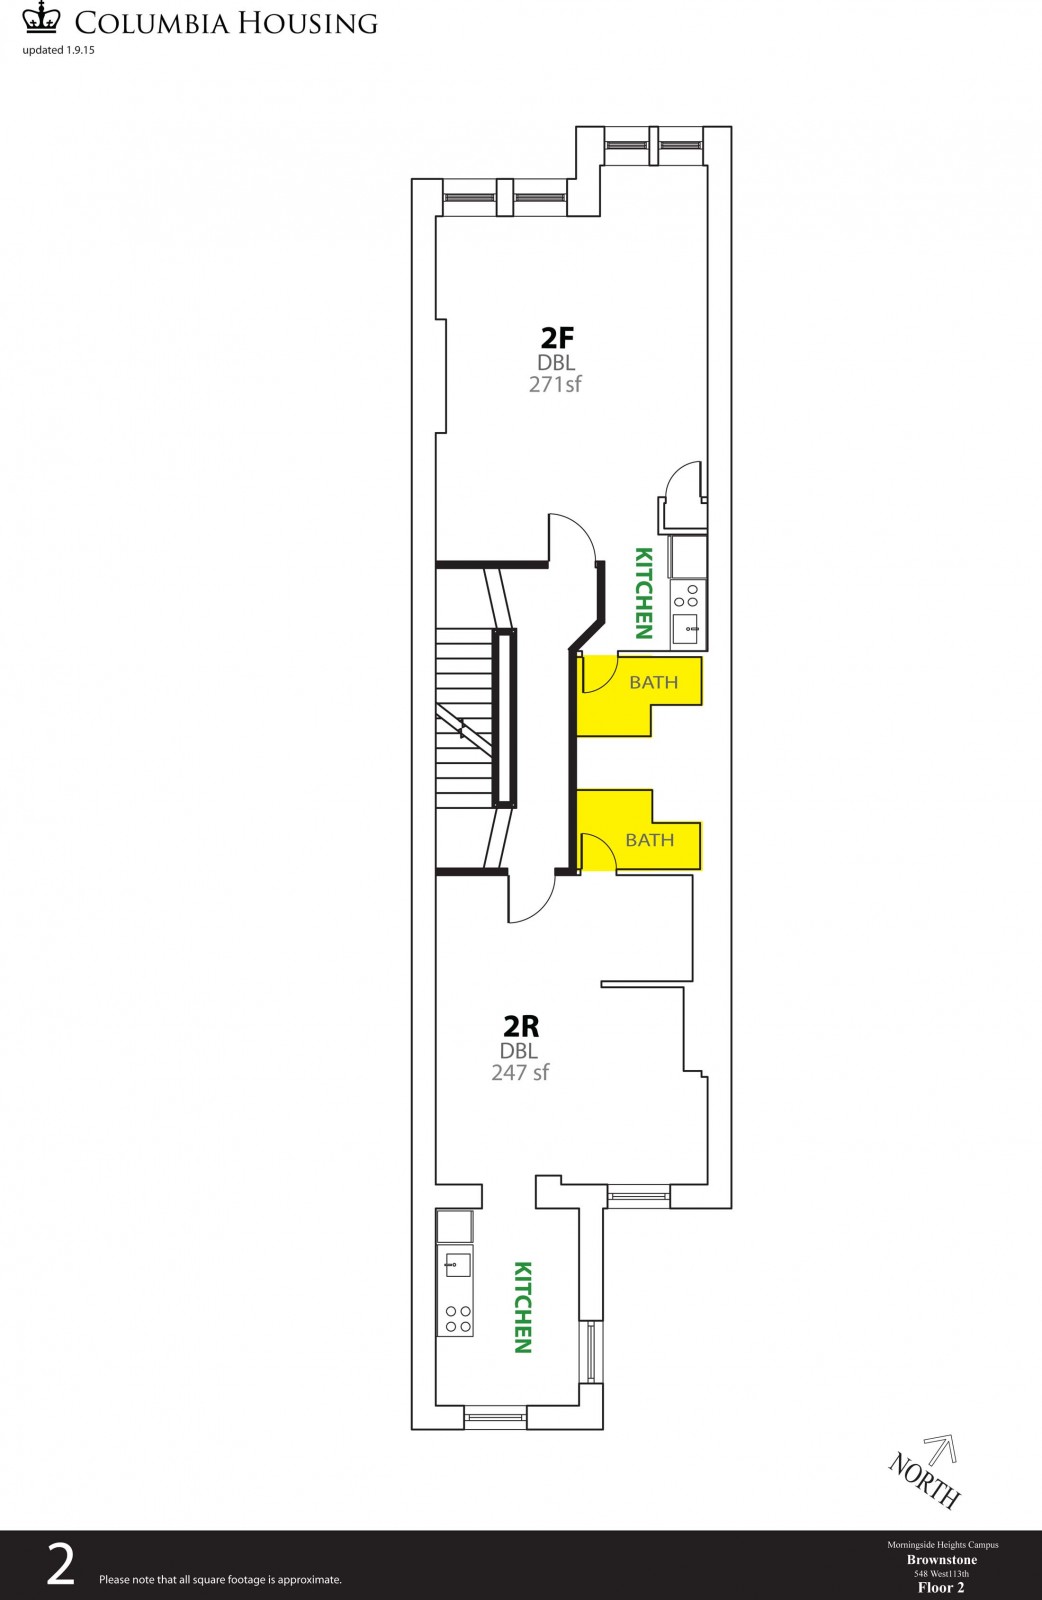 COLUMBIA HOUSING
updated 1.9.15
2F
DBL
271sf
KITCHEN
BATH
BATH
2R
DBL
247 sf
KITCHEN
NORTH
2
Please note that all square footage is approximate.
Morningside Heights Campus
Brownstone
548 West113th
Floor 2